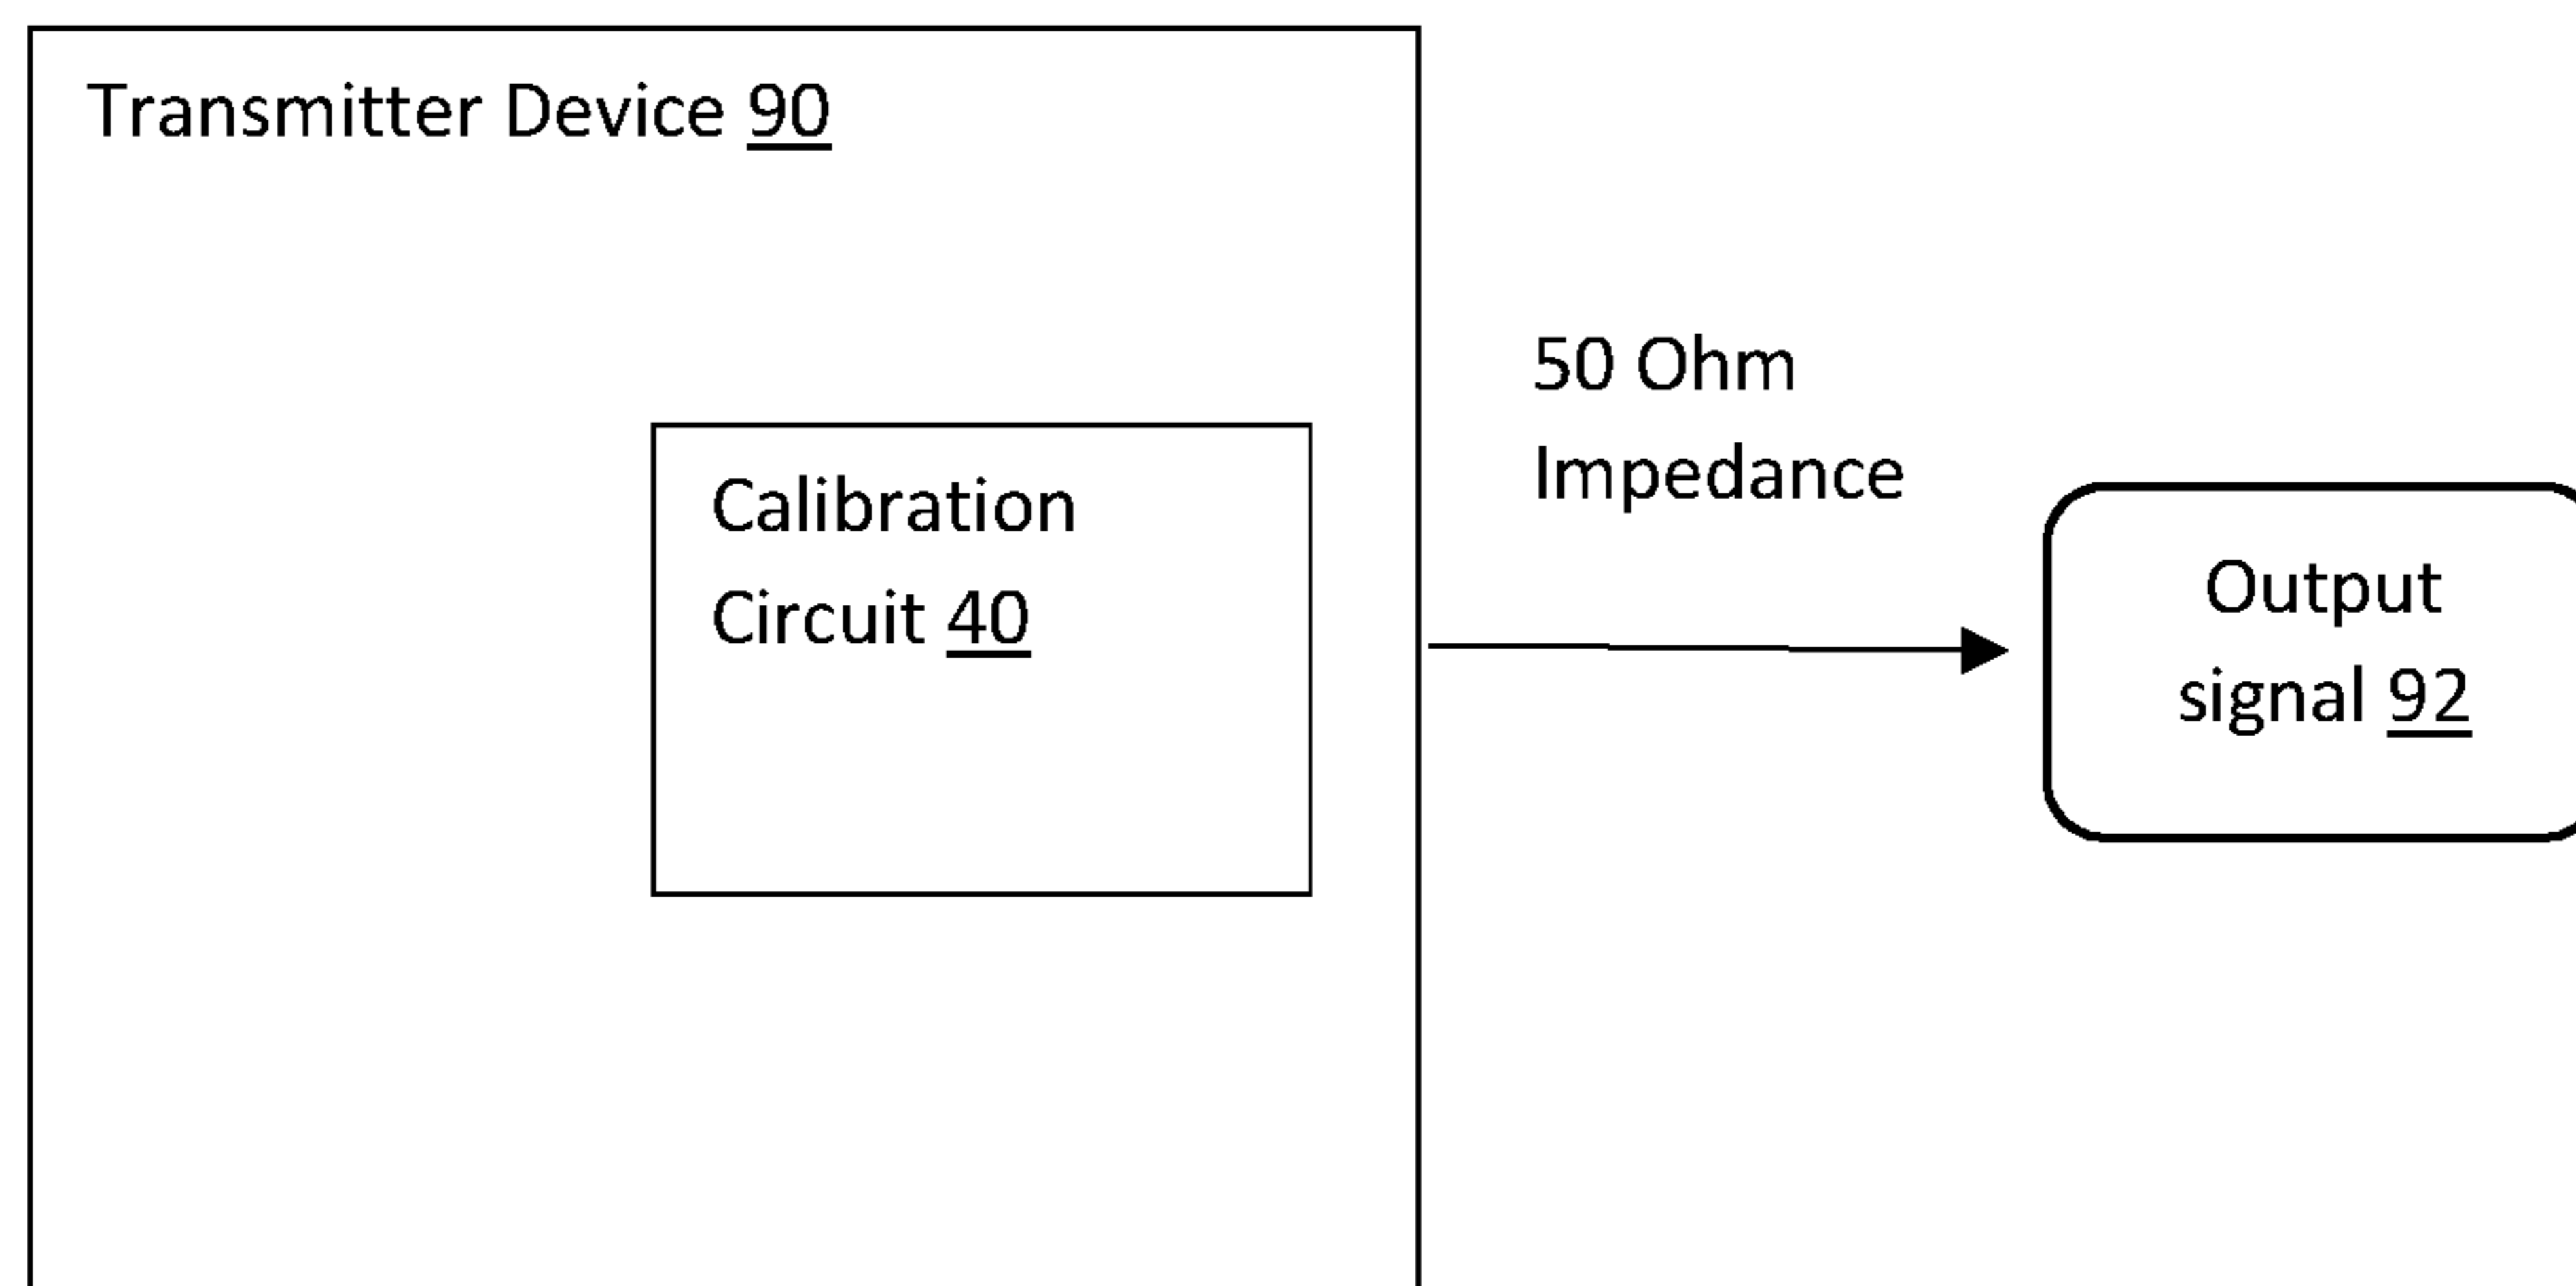 Transmitter Device 90
Calibration
Circuit 40
50 Ohm
Impedance
Output
signal 92